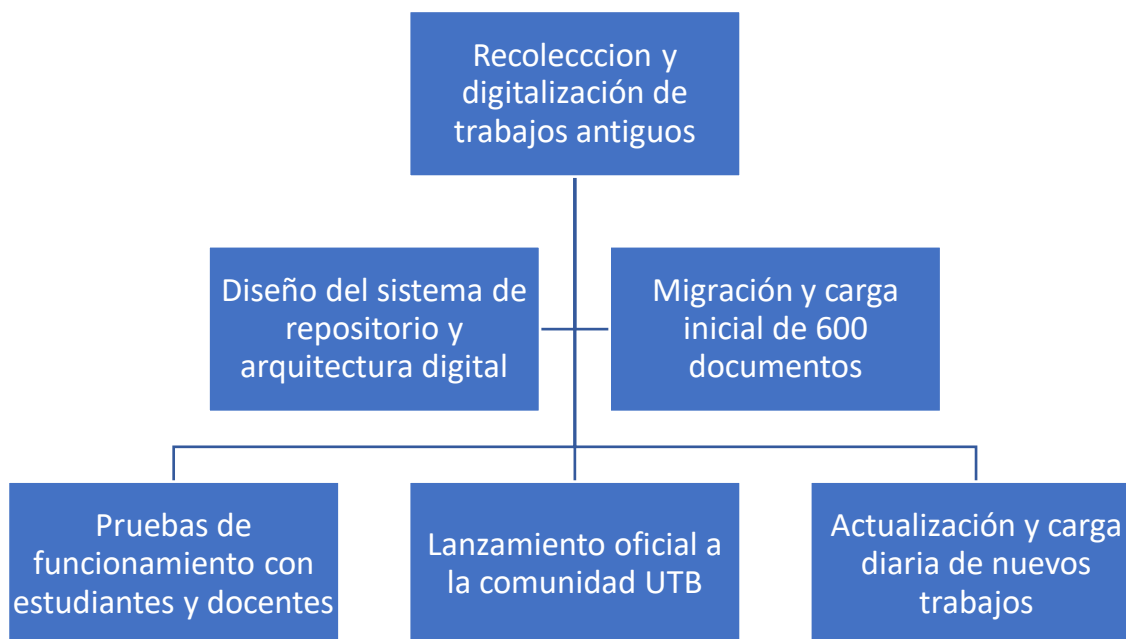 Recolecccion y
digitalización de
trabajos antiguos
Diseño del sistema de
repositorio y
arquitectura digital
Migración y carga
inicial de 600
documentos
Pruebas de
funcionamiento con
estudiantes y docentes
Lanzamiento oficial a
la comunidad UTB
Actualización y carga
diaria de nuevos
trabajos